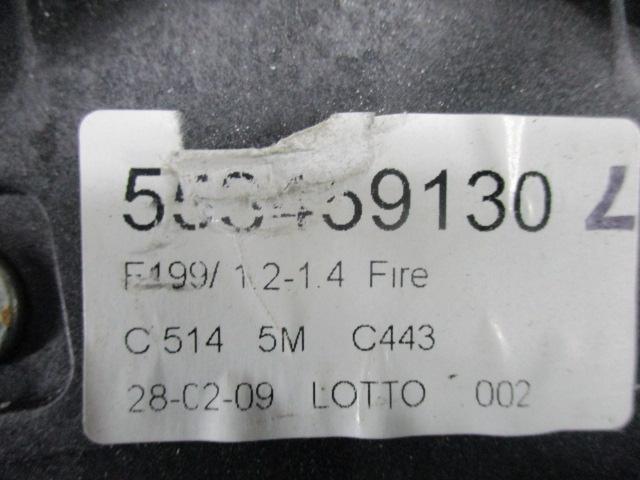 F199/ 1.2-1.4 Fire
C 514 5M C443
28-02-09 LOTTO 002